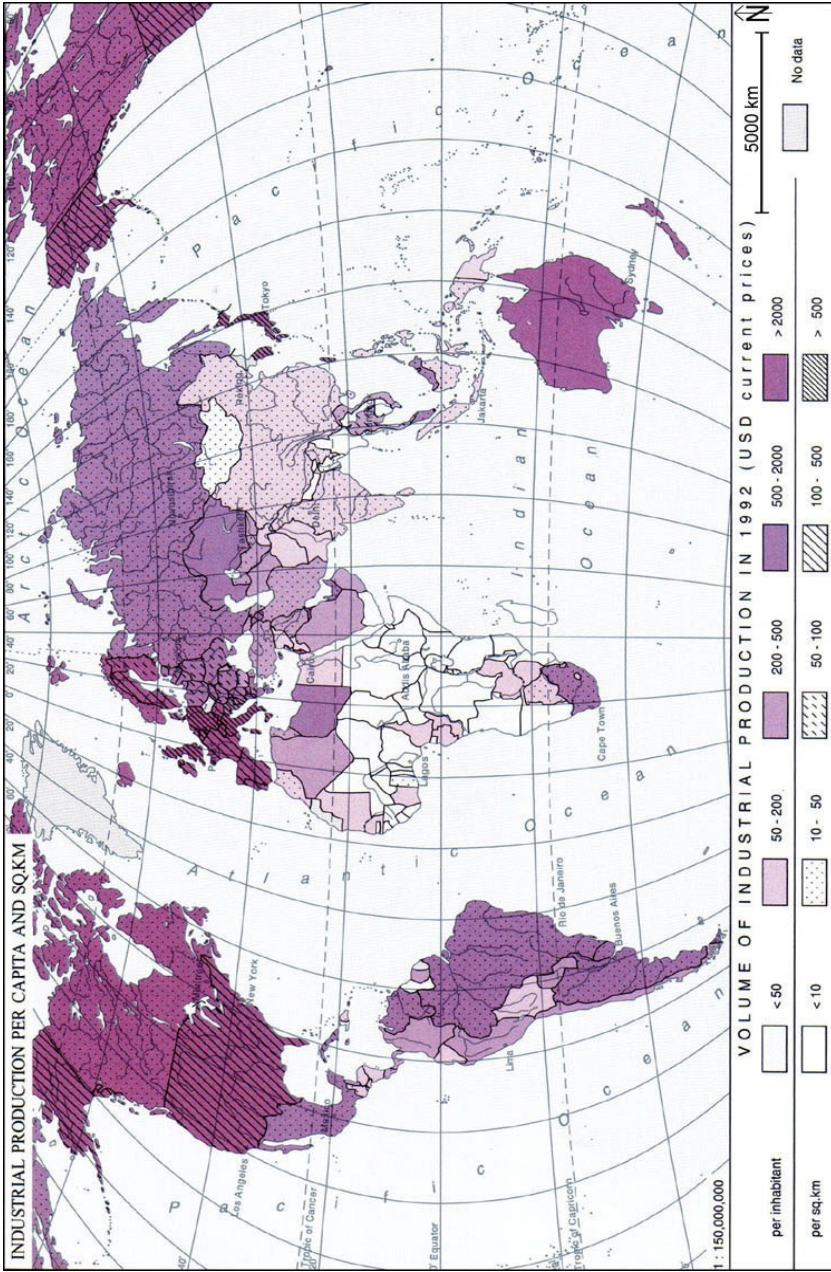 INDUSTRIAL PRODUCTION PER CAPITA AND SQ.KM
Arctic Ocean
Pacific Ocean
Atlantic Ocean
Pacific Ocean
Indian Ocean
Los Angeles
New York
Mexico
Lima
Rio de Janeiro
Buenos Aires
Cairo
Lagos
Addis Ababa
Cape Town
Delhi
Tokyo
Jakarta
Sydney
Tropic of Cancer
Equator
Tropic of Capricorn
1 : 150,000,000
5000 km
N
VOLUME OF INDUSTRIAL PRODUCTION IN 1992 (USD current prices)
per inhabitant < 50 50 - 200 200 - 500 500 - 2000 > 2000
No data
per sq.km < 10 10 - 50 50 - 100 100 - 500 > 500